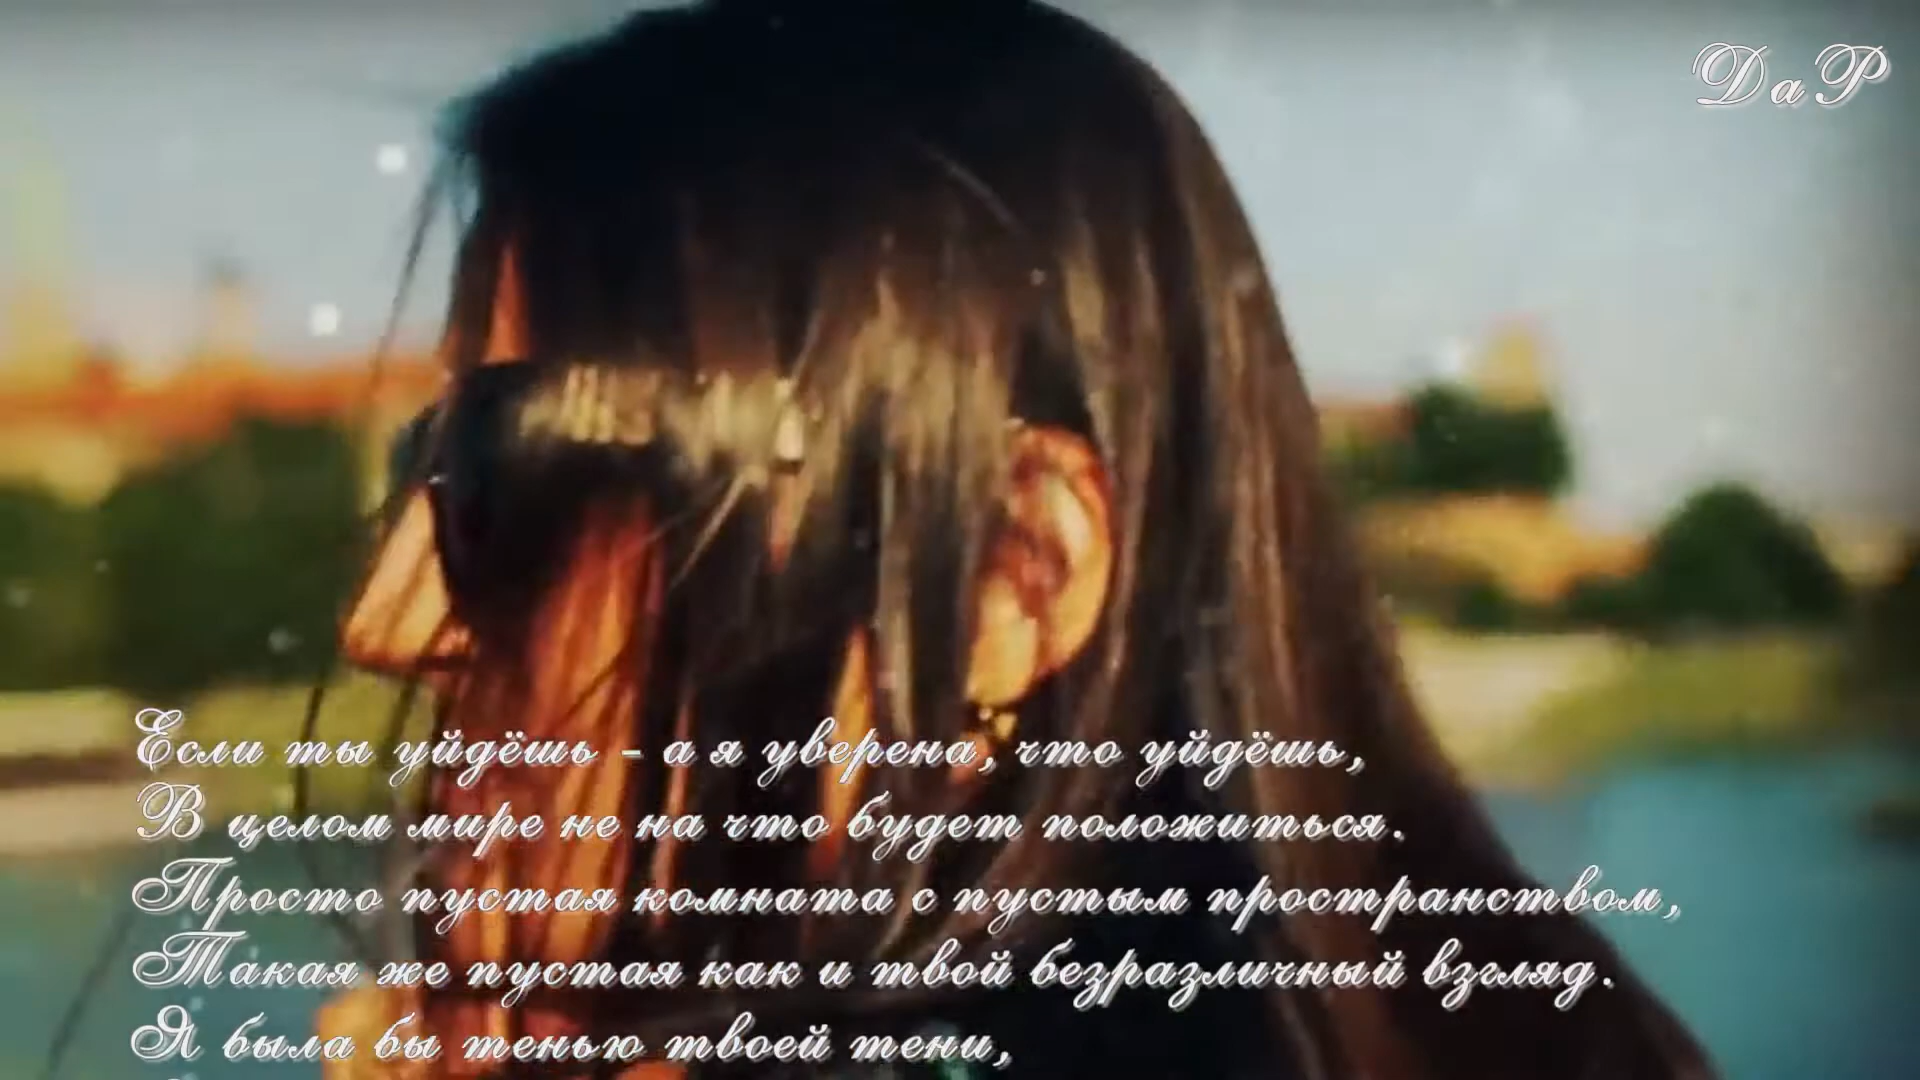 DaP
Если ты уйдёшь - а я уверена, что уйдёшь,
В целом мире не на что будет положиться.
Просто пустая комната с пустым пространством,
Такая же пустая как и твой безразличный взгляд.
Я была бы тенью твоей тени,